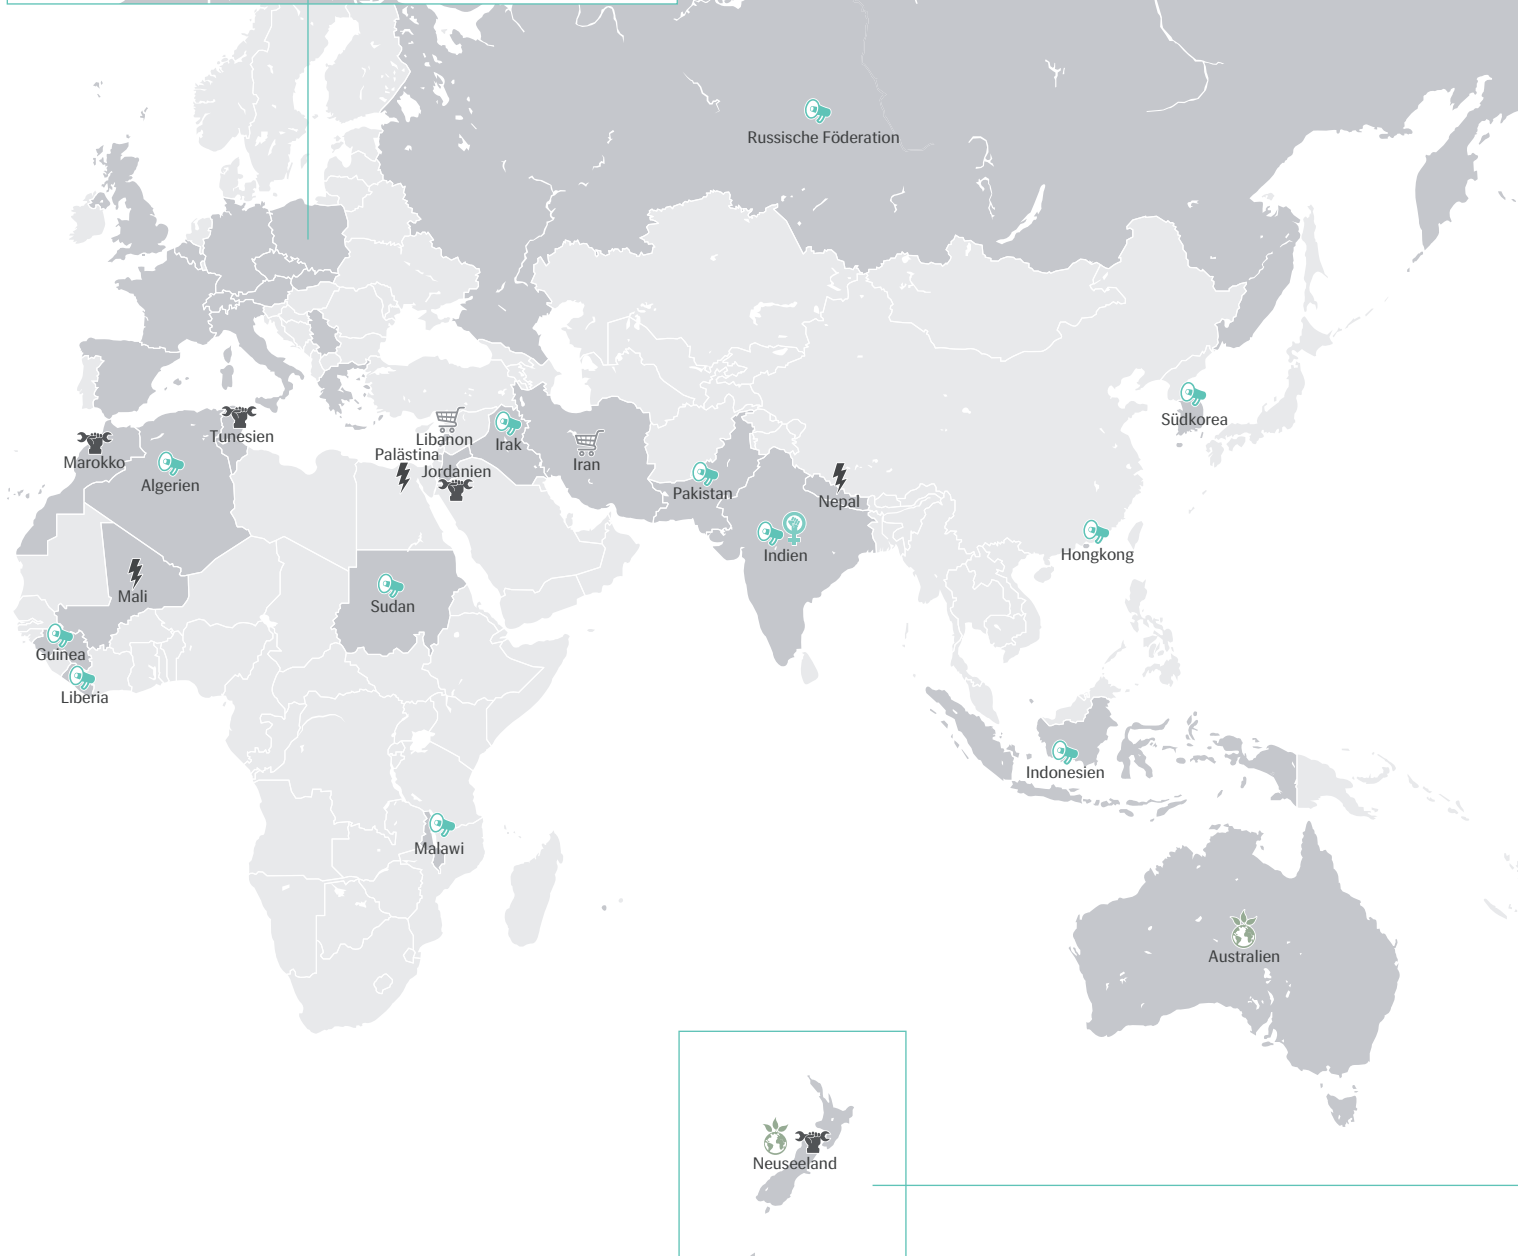 Russische Föderation
Südkorea
Tunesien
Libanon
Irak
Marokko
Palästina
Iran
Jordanien
Algerien
Pakistan
Nepal
Hongkong
Indien
Mali
Sudan
Guinea
Liberia
Indonesien
Malawi
Australien
Neuseeland